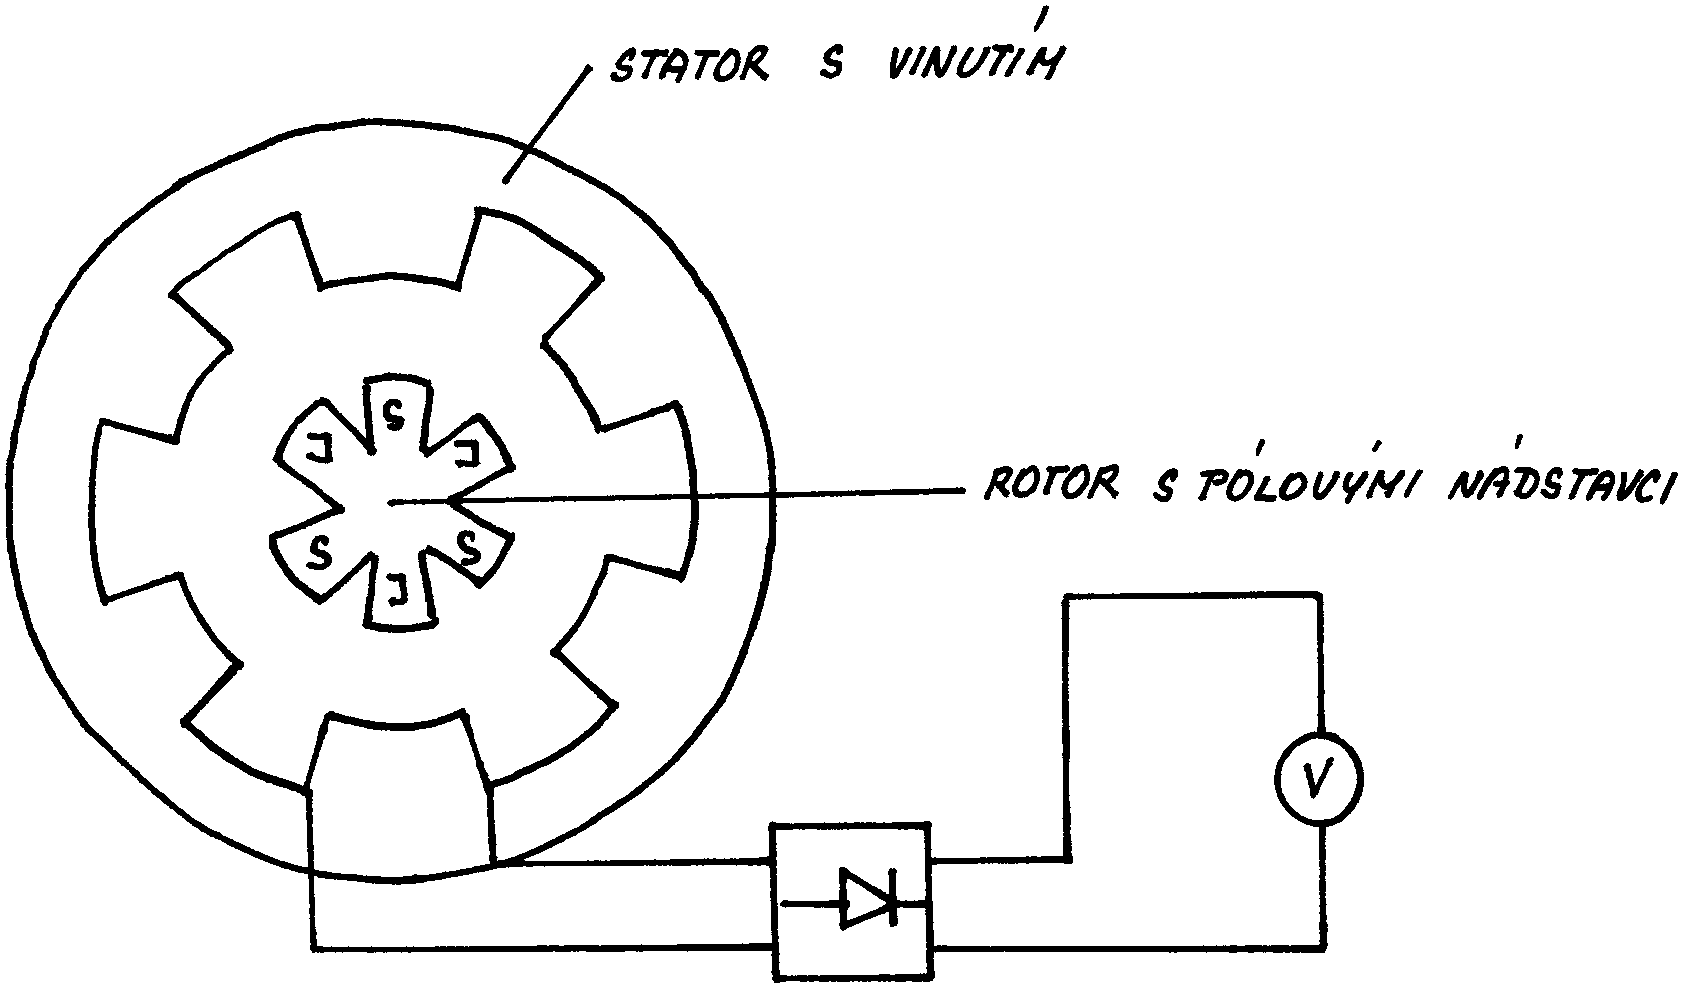 STATOR S VINUTÍM
S
J
J
ROTOR S PÓLOVÝMI NÁDSTAVCI
S
S
J
V